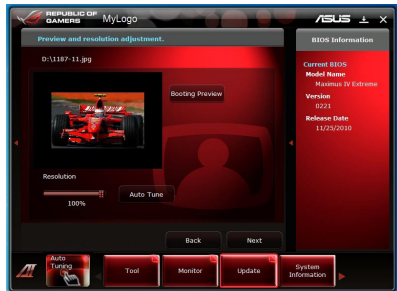 REPUBLIC OF
GAMERS
MyLogo
ASUS
Preview and resolution adjustment.
D:\1187-11.jpg
Booting Preview
Resolution
100%
Auto Tune
Back
Next
BIOS Information
Current BIOS
Model Name
Maximus IV Extreme
Version
0221
Release Date
11/25/2010
Auto
Tuning
Tool
Monitor
Update
System
Information